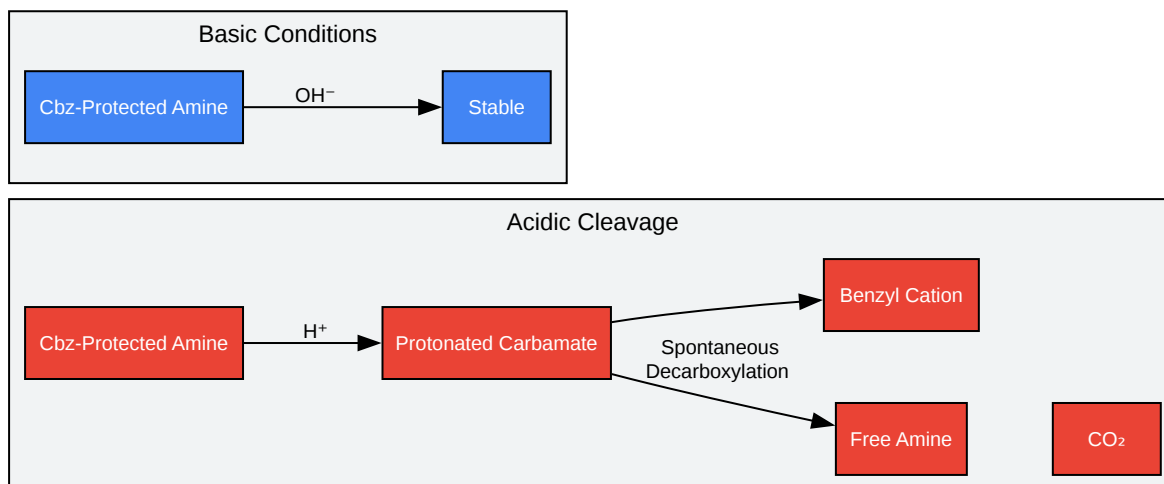 Basic Conditions
Cbz-Protected Amine
OH⁻
Stable
Acidic Cleavage
Cbz-Protected Amine
H⁺
Protonated Carbamate
Benzyl Cation
Spontaneous
Decarboxylation
Free Amine
CO₂